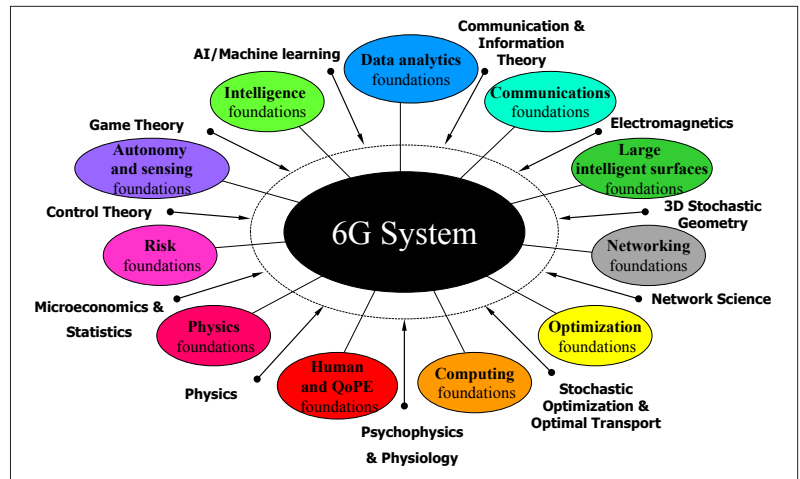 Communication &
Information
Theory
AI/Machine learning
Data analytics
foundations
Intelligence
foundations
Communications
foundations
Game Theory
Electromagnetics
Autonomy
and sensing
foundations
Large
intelligent surfaces
foundations
Control Theory
3D Stochastic
Geometry
6G System
Risk
foundations
Networking
foundations
Microeconomics &
Statistics
Network Science
Physics
foundations
Optimization
foundations
Human
and QoPE
foundations
Computing
foundations
Physics
Stochastic
Optimization &
Optimal Transport
Psychophysics
& Physiology